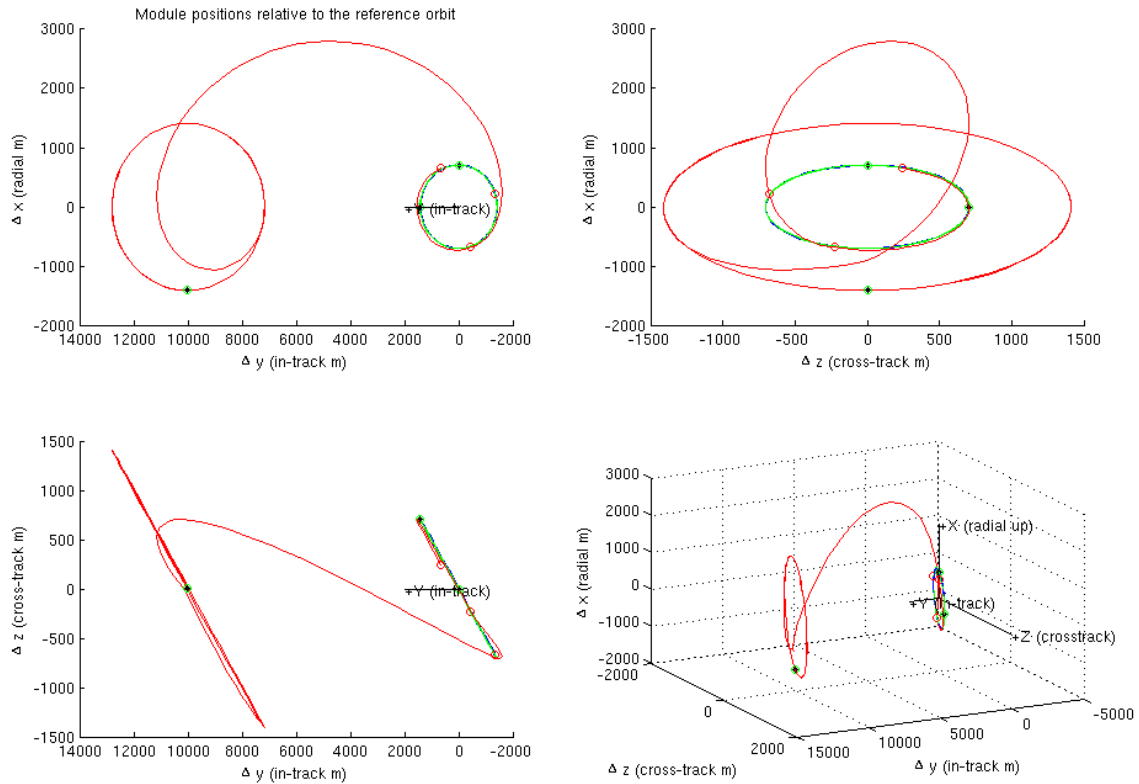 Module positions relative to the reference orbit
3000
2000
1000
0
-1000
-2000
Δ x (radial m)
Y (in-track)
14000 12000 10000 8000 6000 4000 2000 0 -2000
Δ y (in-track m)
3000
2000
1000
0
-1000
-2000
Δ x (radial m)
-1500 -1000 -500 0 500 1000 1500
Δ z (cross-track m)
1500
1000
500
0
-500
-1000
-1500
Δ z (cross-track m)
Y (in-track)
14000 12000 10000 8000 6000 4000 2000 0 -2000
Δ y (in-track m)
3000
2000
1000
0
-1000
-2000
Δ x (radial m)
X (radial up)
Z (crosstrack)
-2000
0
2000
Δ z (cross-track m)
15000 10000 5000 0 -5000
Δ y (in-track m)